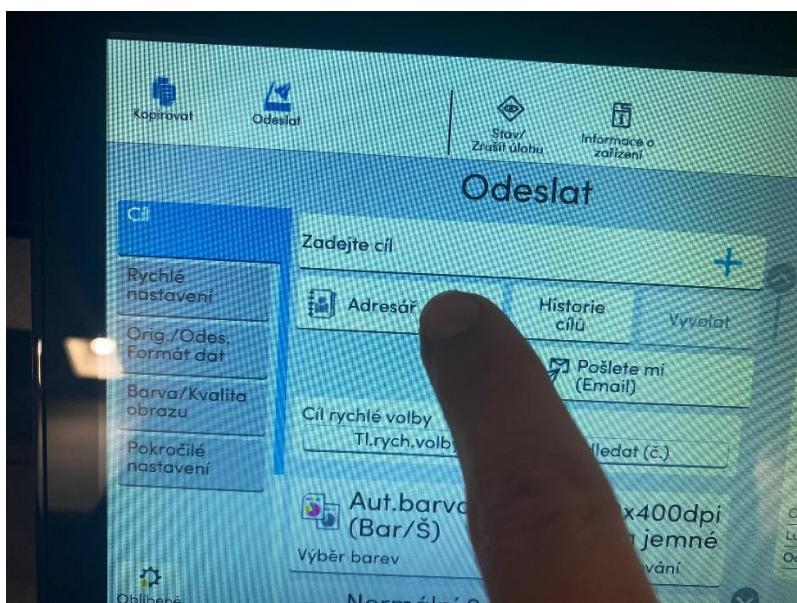 Kopírovat
Odeslat
Stav/
Zrušit úlohu
Informace o
zařízení
Odeslat
Cíl
Rychlé
nastavení
Orig./Odes.
Formát dat
Barva/Kvalita
obrazu
Pokročilé
nastavení
Zadejte cíl
Adresář
Historie
cílů
Vyvolat
Pošlete mi
(Email)
Cíl rychlé volby
Tl.rych.volby
ledat (č.)
Aut.barva
(Bar/Š)
Výběr barev
x400dpi
jemné
vání
Oblíbené